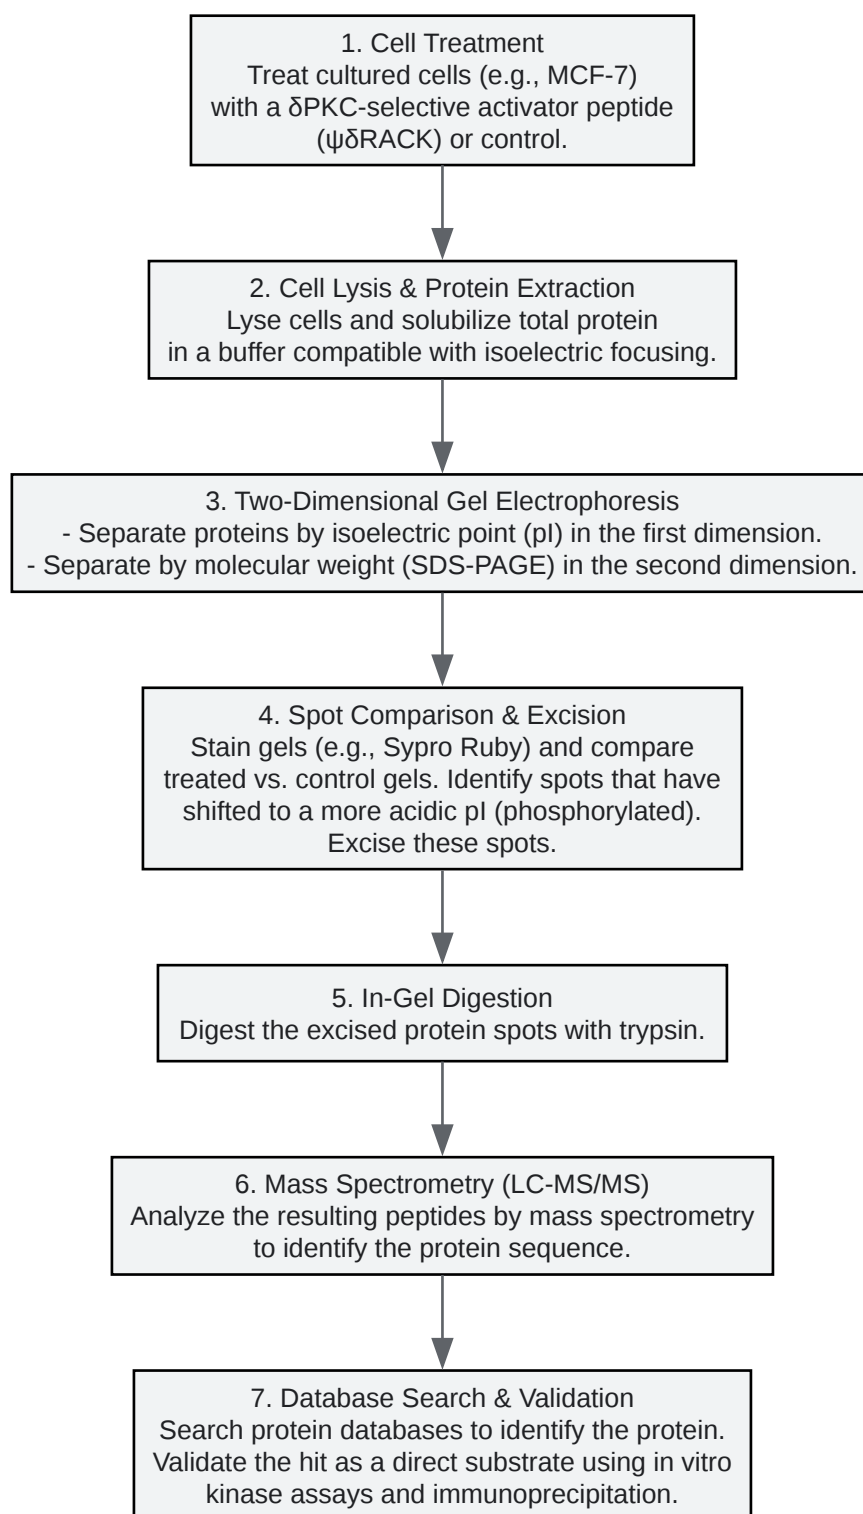 1. Cell Treatment
Treat cultured cells (e.g., MCF-7)
with a δPKC-selective activator peptide
(ψδRACK) or control.
2. Cell Lysis & Protein Extraction
Lyse cells and solubilize total protein
in a buffer compatible with isoelectric focusing.
3. Two-Dimensional Gel Electrophoresis
- Separate proteins by isoelectric point (pI) in the first dimension.
- Separate by molecular weight (SDS-PAGE) in the second dimension.
4. Spot Comparison & Excision
Stain gels (e.g., Sypro Ruby) and compare
treated vs. control gels. Identify spots that have
shifted to a more acidic pI (phosphorylated).
Excise these spots.
5. In-Gel Digestion
Digest the excised protein spots with trypsin.
6. Mass Spectrometry (LC-MS/MS)
Analyze the resulting peptides by mass spectrometry
to identify the protein sequence.
7. Database Search & Validation
Search protein databases to identify the protein.
Validate the hit as a direct substrate using in vitro
kinase assays and immunoprecipitation.